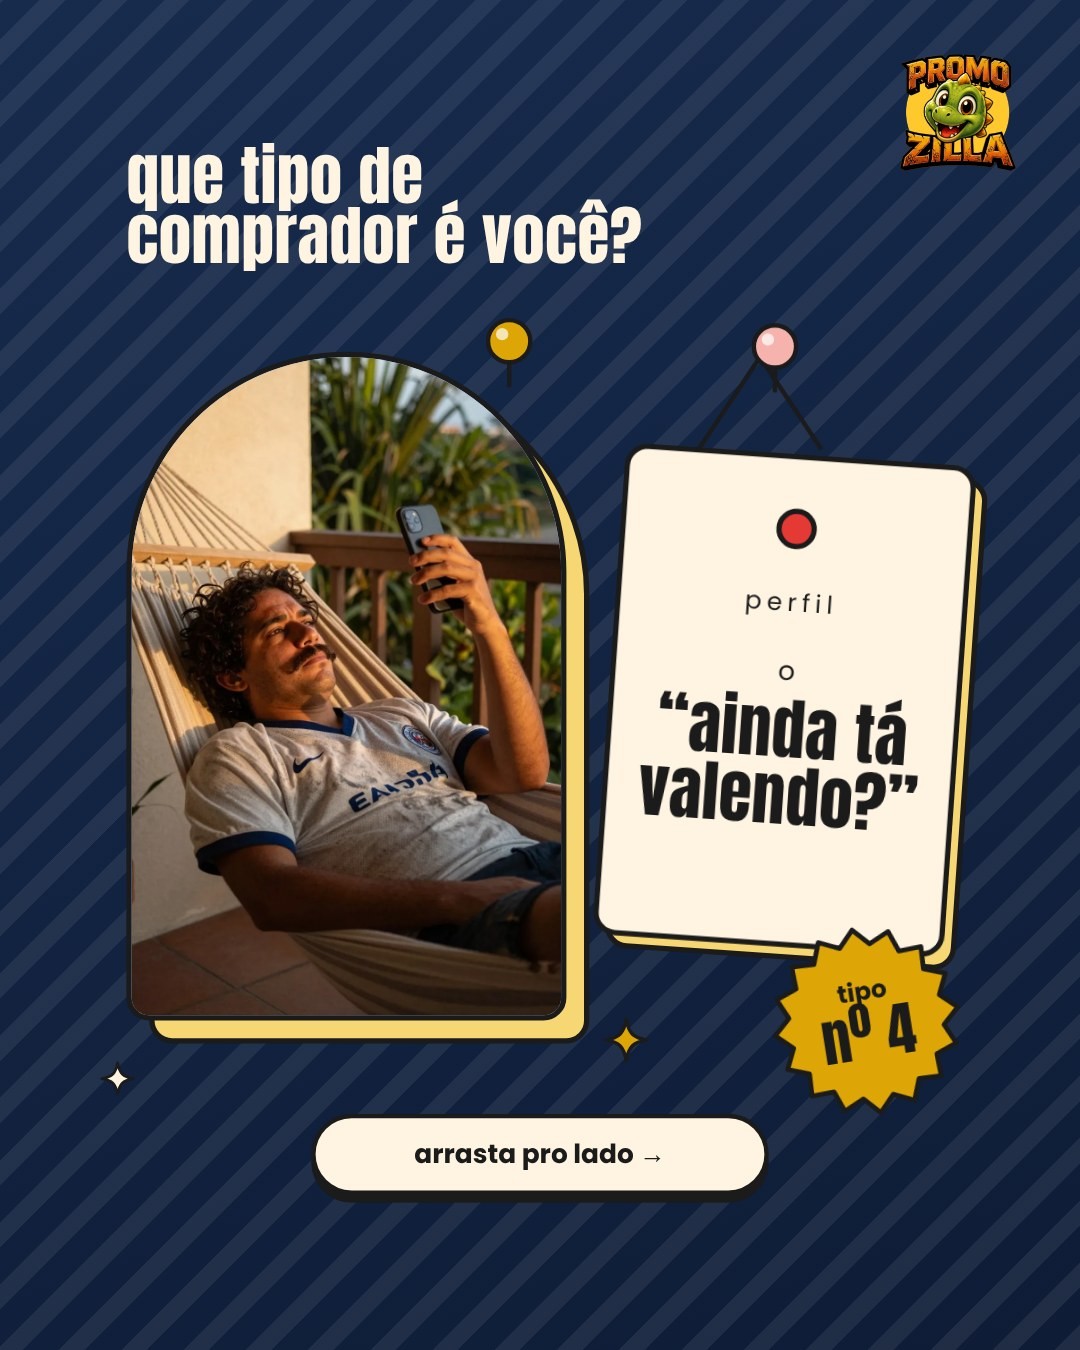 PROMO
ZILLA
que tipo de
comprador é você?
perfil
o
“ainda tá
valendo?”
tipo
nº 4
arrasta pro lado →